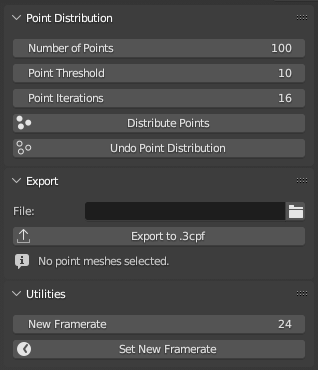 Point Distribution
Number of Points 100
Point Threshold 10
Point Iterations 16
Distribute Points
Undo Point Distribution
Export
File:
Export to .3cpf
No point meshes selected.
Utilities
New Framerate 24
Set New Framerate